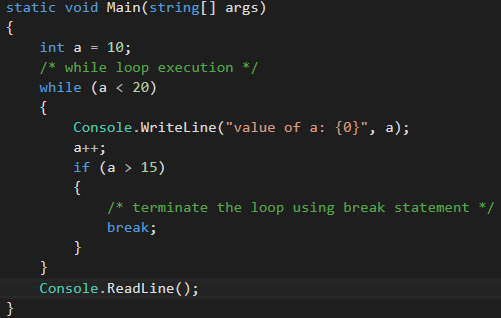 static void Main(string[] args)
{
    int a = 10;
    /* while loop execution */
    while (a < 20)
    {
        Console.WriteLine("value of a: {0}", a);
        a++;
        if (a > 15)
        {
            /* terminate the loop using break statement */
            break;
        }
    }
    Console.ReadLine();
}